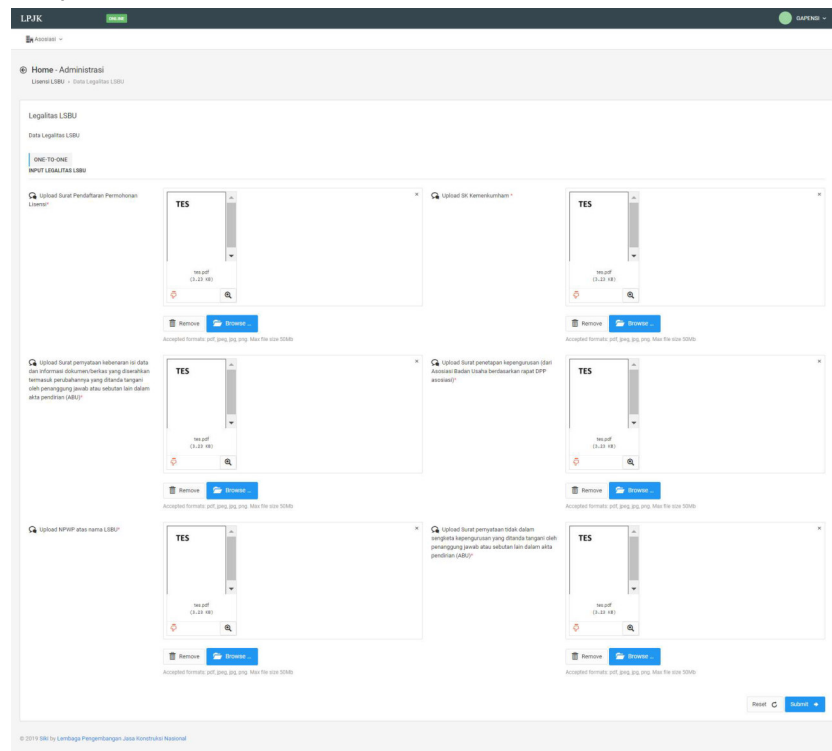 LPJK ONLINE GAPENSI
Asosiasi
Home - Administrasi
Lisensi LSBU » Data Legalitas LSBU
Legalitas LSBU
Data Legalitas LSBU
ONE-TO-ONE
INPUT LEGALITAS LSBU
Upload Surat Pendaftaran Permohonan
Lisensi*
TES
tes.pdf
(3.23 KB)
Remove Browse ...
Accepted formats: pdf, jpeg, jpg, png. Max file size 50Mb
Upload SK Kemenkumham *
TES
tes.pdf
(3.23 KB)
Remove Browse ...
Accepted formats: pdf, jpeg, jpg, png. Max file size 50Mb
Upload Surat pernyataan kebenaran isi data
dan informasi dokumen/berkas yang diserahkan
termasuk perubahannya yang ditanda tangani
oleh penanggung jawab atau sebutan lain dalam
akta pendirian (ABU)*
TES
tes.pdf
(3.23 KB)
Remove Browse ...
Accepted formats: pdf, jpeg, jpg, png. Max file size 50Mb
Upload Surat penetapan kepengurusan (dari
Asosiasi Badan Usaha berdasarkan rapat DPP
asosiasi)*
TES
tes.pdf
(3.23 KB)
Remove Browse ...
Accepted formats: pdf, jpeg, jpg, png. Max file size 50Mb
Upload NPWP atas nama LSBU*
TES
tes.pdf
(3.23 KB)
Remove Browse ...
Accepted formats: pdf, jpeg, jpg, png. Max file size 50Mb
Upload Surat pernyataan tidak dalam
sengketa kepengurusan yang ditanda tangani oleh
penanggung jawab atau sebutan lain dalam akta
pendirian (ABU)*
TES
tes.pdf
(3.23 KB)
Remove Browse ...
Accepted formats: pdf, jpeg, jpg, png. Max file size 50Mb
Reset Submit
© 2019 SIKI by Lembaga Pengembangan Jasa Konstruksi Nasional